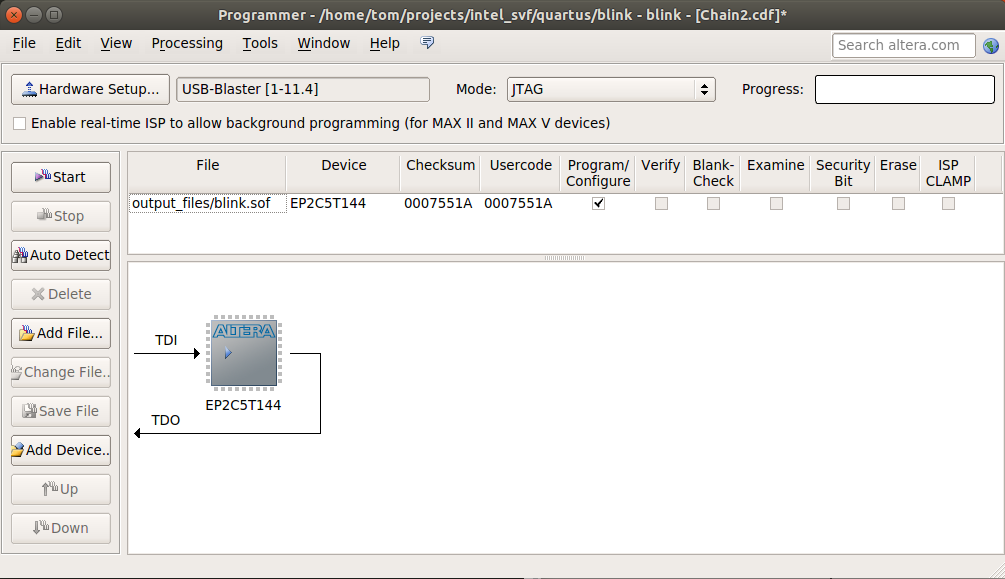 Programmer - /home/tom/projects/intel_svf/quartus/blink - blink - [Chain2.cdf]*
File Edit View Processing Tools Window Help Search altera.com
Hardware Setup... USB-Blaster [1-11.4] Mode: JTAG Progress:
Enable real-time ISP to allow background programming (for MAX II and MAX V devices)
Start
Stop
Auto Detect
Delete
Add File...
Change File..
Save File
Add Device..
Up
Down
File Device Checksum Usercode Program/ Verify Blank- Examine Security Erase ISP
Configure Check Bit CLAMP
output_files/blink.sof EP2C5T144 0007551A 0007551A
TDI
ALTERA
EP2C5T144
TDO